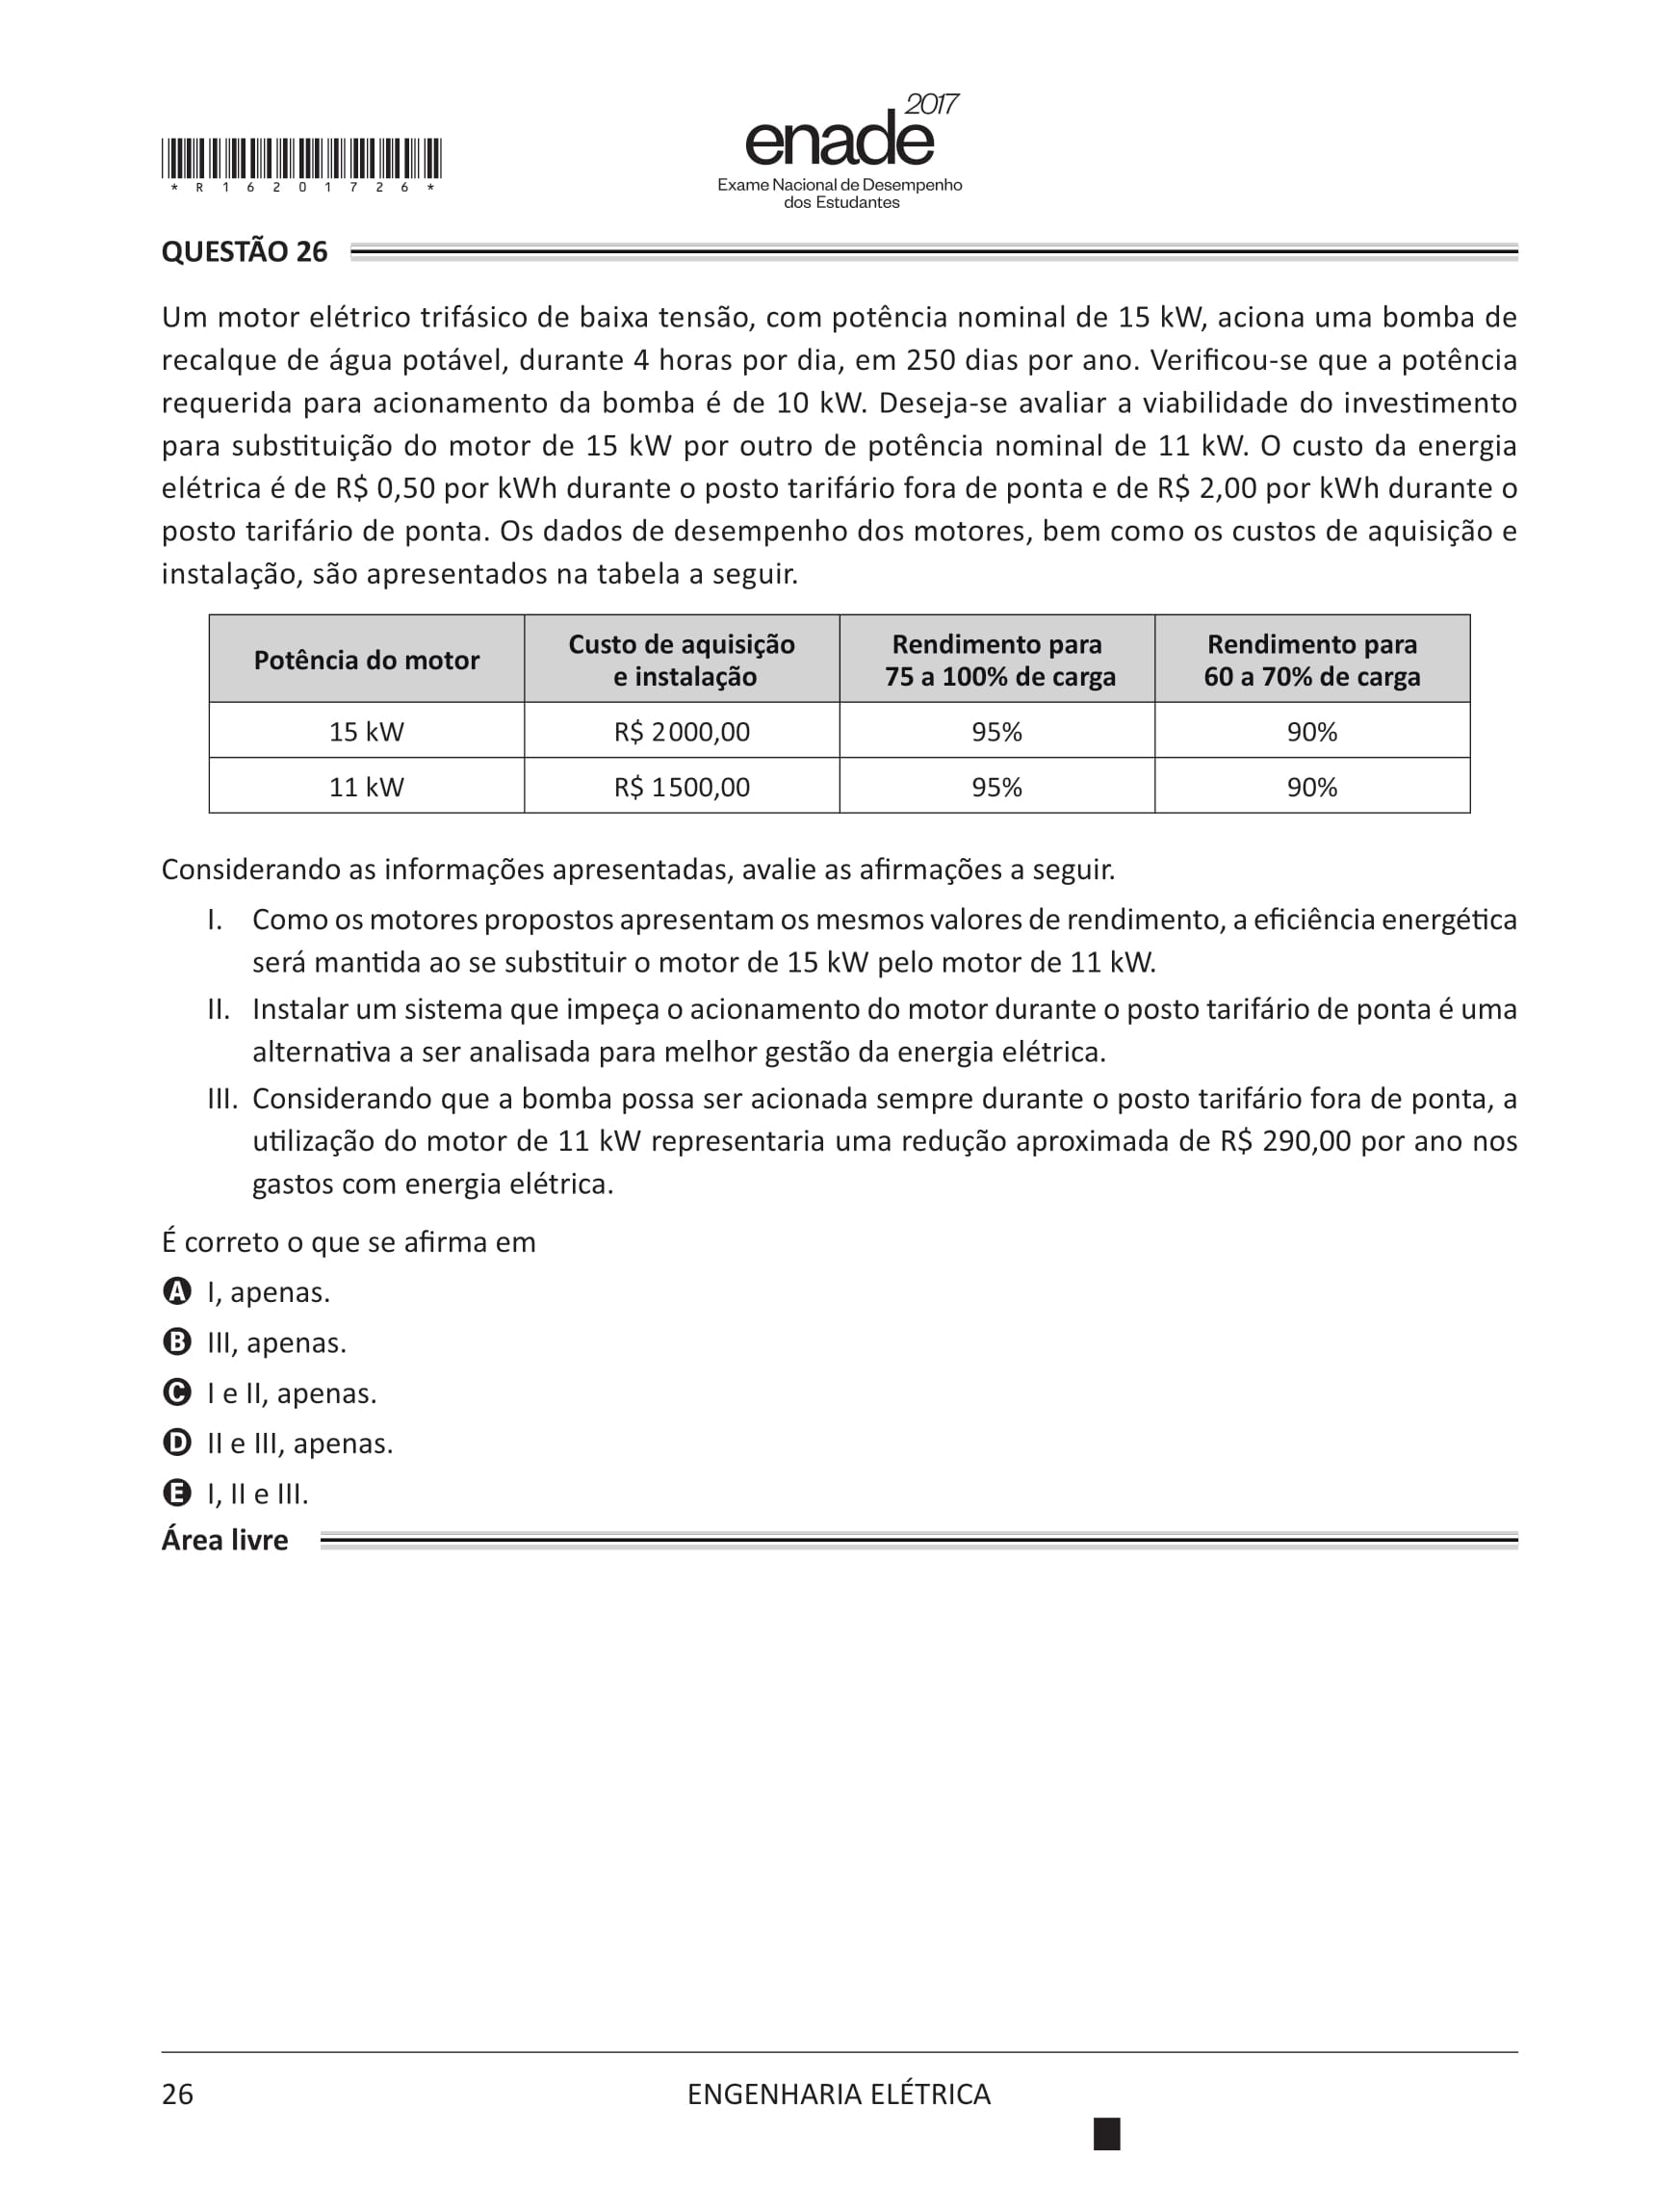 2017
enade
Exame Nacional de Desempenho
dos Estudantes
* R 1 6 2 0 1 7 2 6 *
QUESTÃO 26
Um motor elétrico trifásico de baixa tensão, com potência nominal de 15 kW, aciona uma bomba de
recalque de água potável, durante 4 horas por dia, em 250 dias por ano. Verificou-se que a potência
requerida para acionamento da bomba é de 10 kW. Deseja-se avaliar a viabilidade do investimento
para substituição do motor de 15 kW por outro de potência nominal de 11 kW. O custo da energia
elétrica é de R$ 0,50 por kWh durante o posto tarifário fora de ponta e de R$ 2,00 por kWh durante o
posto tarifário de ponta. Os dados de desempenho dos motores, bem como os custos de aquisição e
instalação, são apresentados na tabela a seguir.
Potência do motor
Custo de aquisição
e instalação
Rendimento para
75 a 100% de carga
Rendimento para
60 a 70% de carga
15 kW R$ 2000,00 95% 90%
11 kW R$ 1500,00 95% 90%
Considerando as informações apresentadas, avalie as afirmações a seguir.
I. Como os motores propostos apresentam os mesmos valores de rendimento, a eficiência energética
será mantida ao se substituir o motor de 15 kW pelo motor de 11 kW.
II. Instalar um sistema que impeça o acionamento do motor durante o posto tarifário de ponta é uma
alternativa a ser analisada para melhor gestão da energia elétrica.
III. Considerando que a bomba possa ser acionada sempre durante o posto tarifário fora de ponta, a
utilização do motor de 11 kW representaria uma redução aproximada de R$ 290,00 por ano nos
gastos com energia elétrica.
É correto o que se afirma em
A I, apenas.
B III, apenas.
C I e II, apenas.
D II e III, apenas.
E I, II e III.
Área livre
26
ENGENHARIA ELÉTRICA